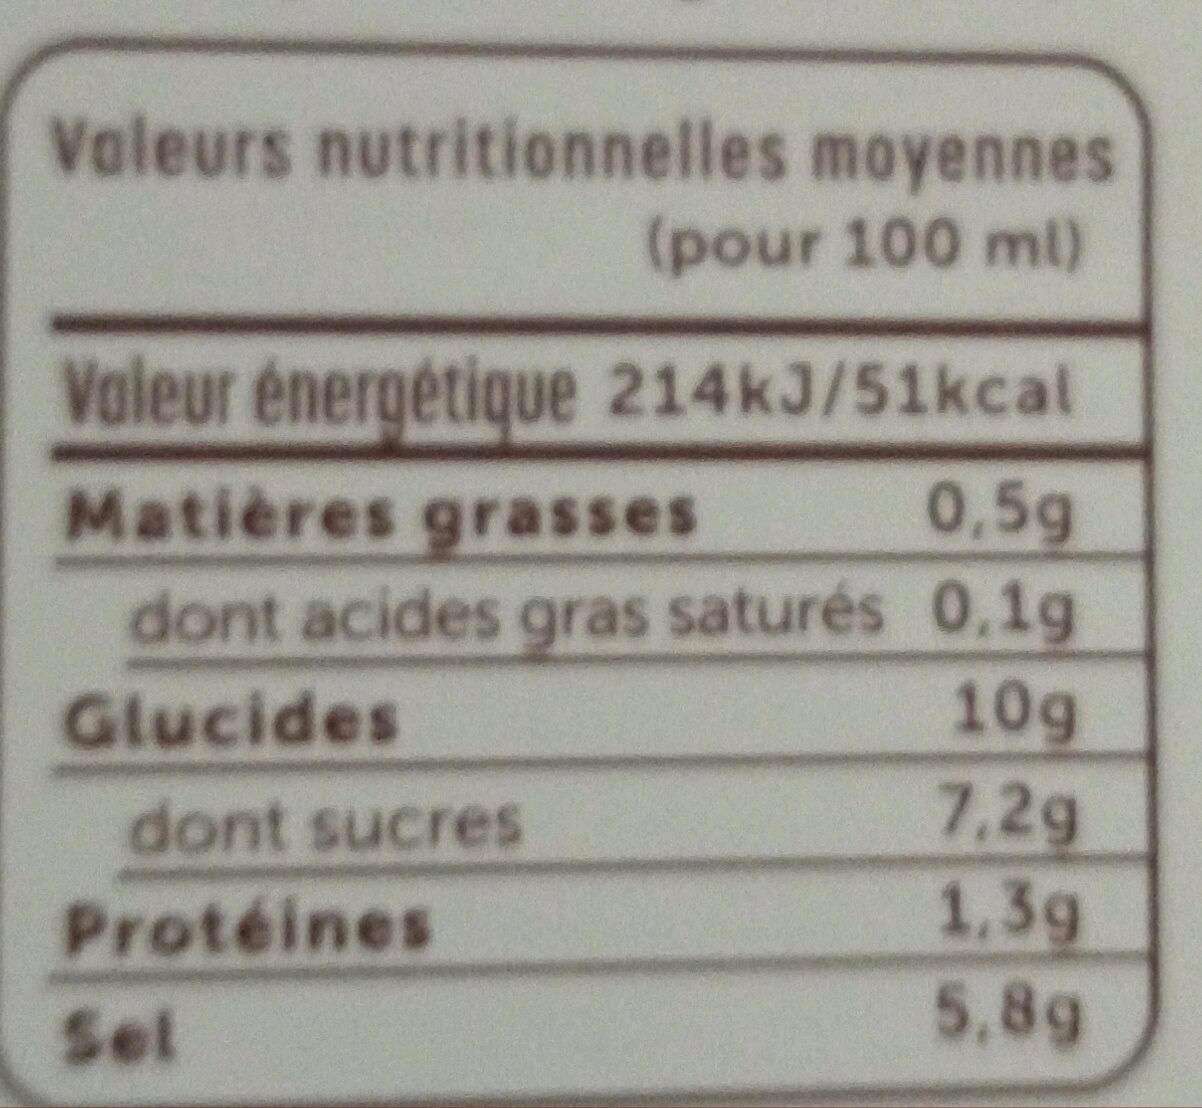 Valeurs nutritionnelles moyennes
(pour 100 ml)
Valeur énergétique 214kJ/51kcal
Matières grasses 0,5g
dont acides gras saturés 0,1g
Glucides 10g
dont sucres 7,2g
Protéines 1,3g
Sel 5,8g